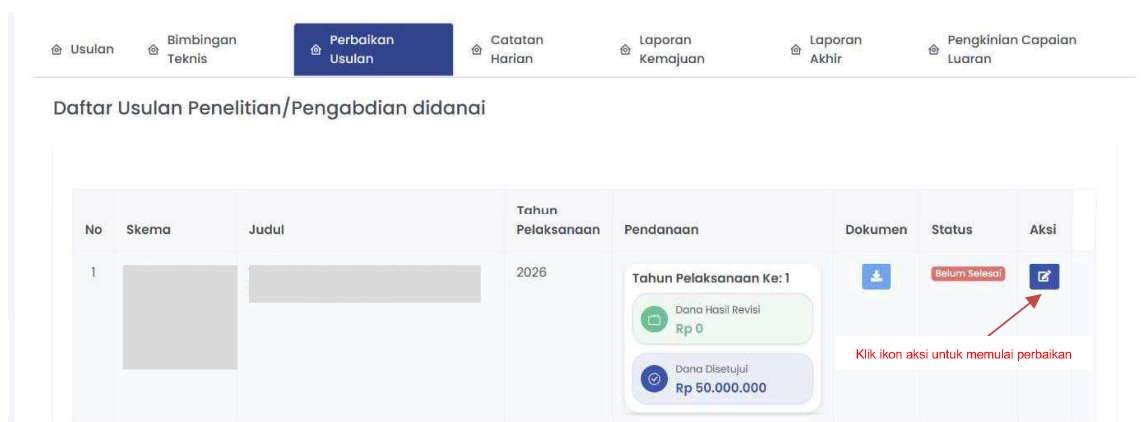 Usulan
Bimbingan
Teknis
Perbaikan
Usulan
Catatan
Harian
Laporan
Kemajuan
Laporan
Akhir
Pengkinian Capaian
Luaran
Daftar Usulan Penelitian/Pengabdian didanai
No
Skema
Judul
Tahun
Pelaksanaan
Pendanaan
Dokumen
Status
Aksi
1
2026
Tahun Pelaksanaan Ke: 1
Dana Hasil Revisi
Rp 0
Dana Disetujui
Rp 50.000.000
Belum Selesai
Klik ikon aksi untuk memulai perbaikan